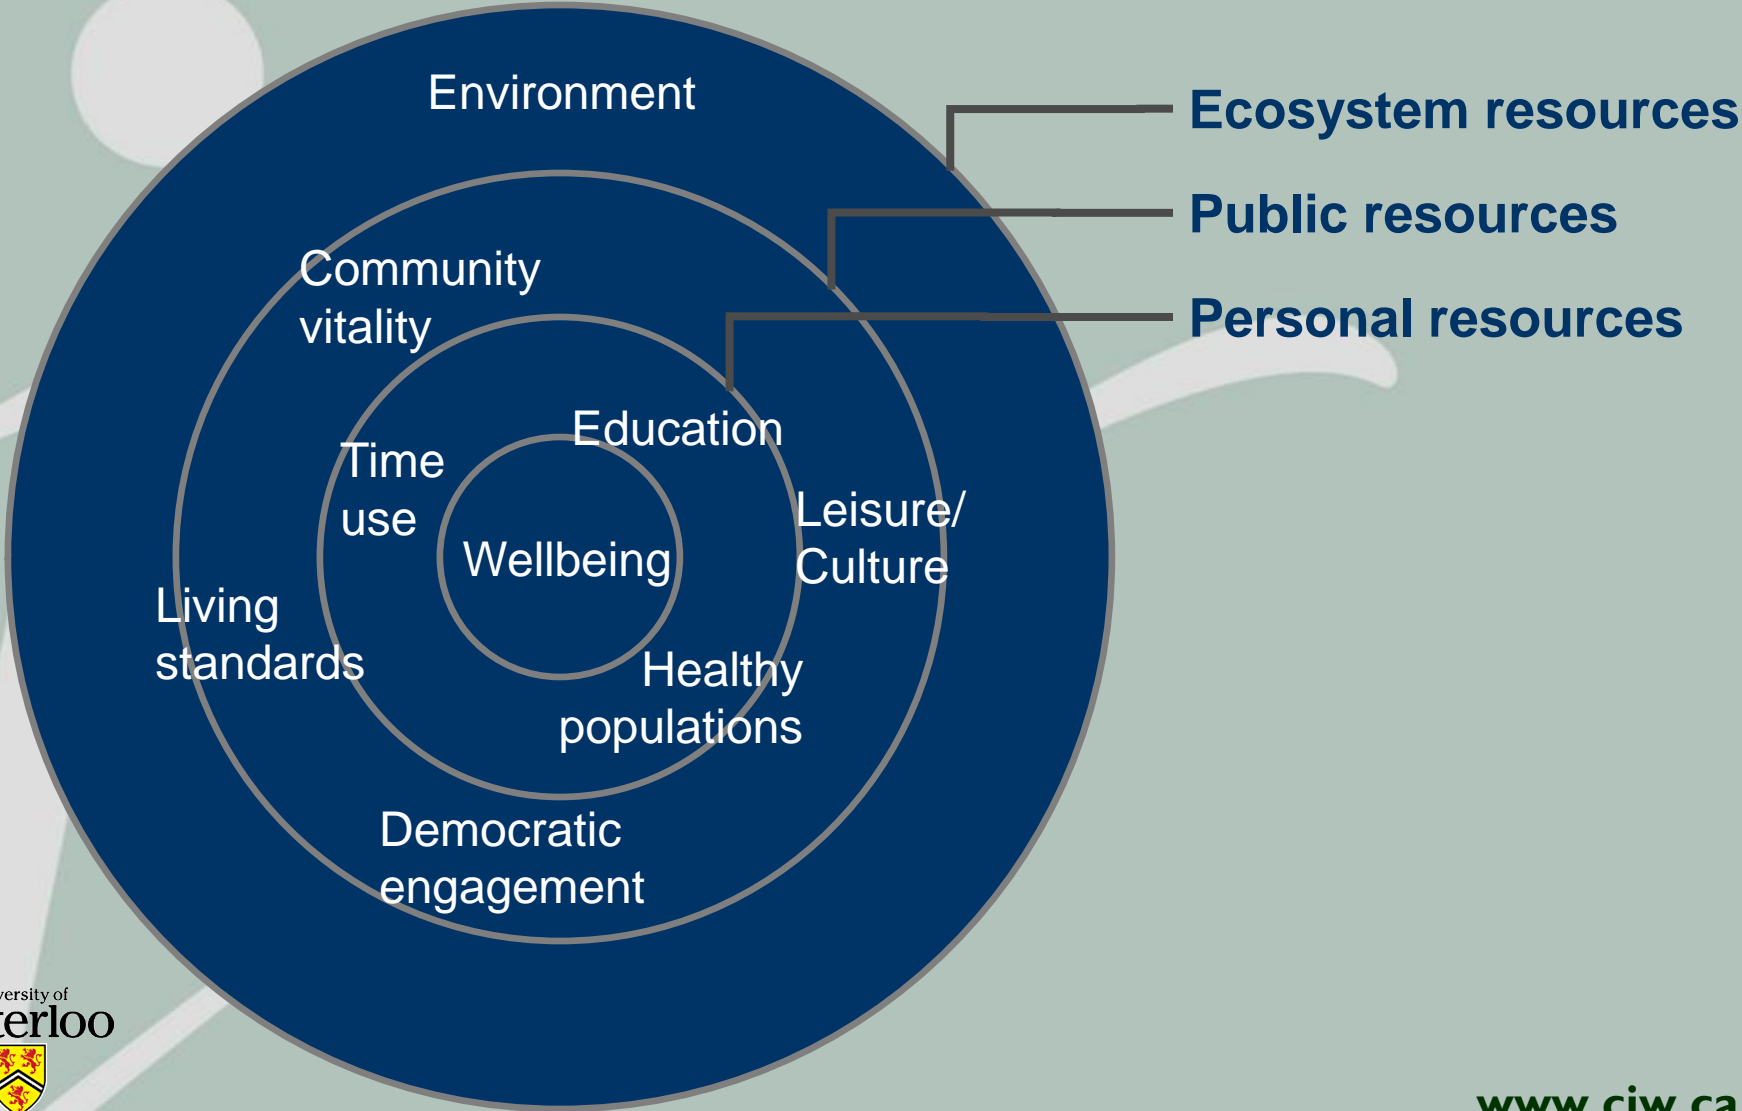 Environment
Ecosystem resources
Public resources
Community
vitality
Personal resources
Education
Time
use
Leisure/
Culture
Wellbeing
Living
standards
Healthy
populations
Democratic
engagement
www.ciw.ca